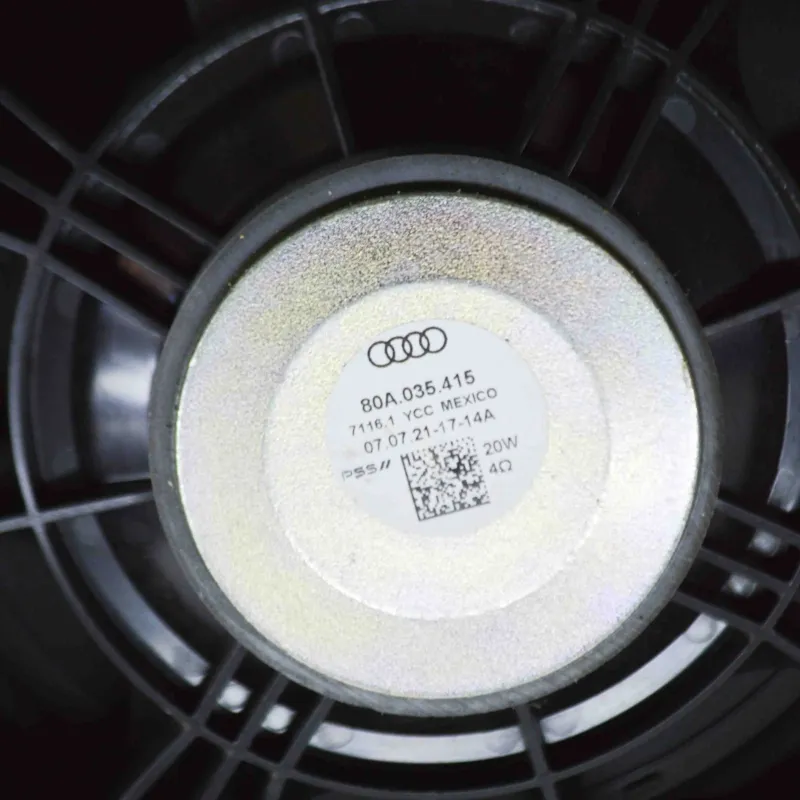 80A.035.415
7116.1 YCC MEXICO
07.07.21-17-14A
PSS 20W
4Ω